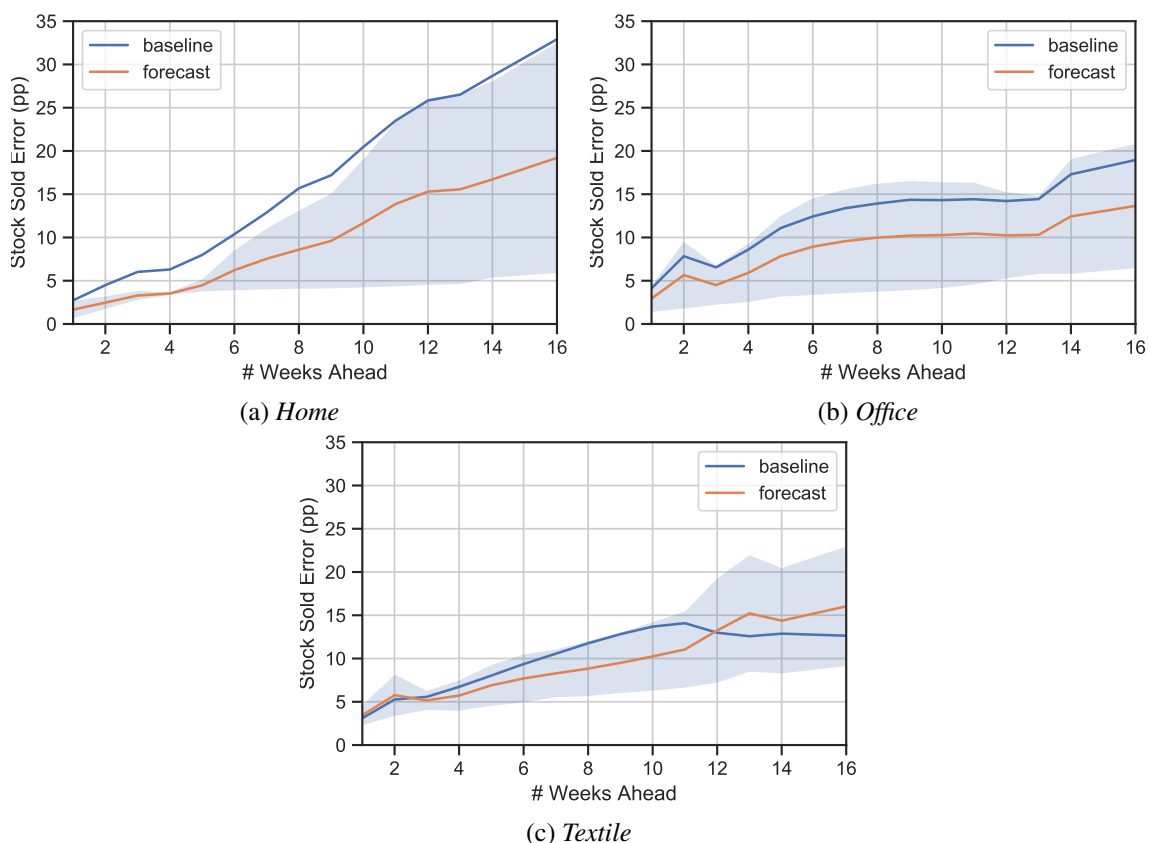 35
30
25
20
15
10
5
0
Stock Sold Error (pp)
baseline
forecast
2 4 6 8 10 12 14 16
# Weeks Ahead
(a) Home
35
30
25
20
15
10
5
0
Stock Sold Error (pp)
baseline
forecast
2 4 6 8 10 12 14 16
# Weeks Ahead
(b) Office
35
30
25
20
15
10
5
0
Stock Sold Error (pp)
baseline
forecast
2 4 6 8 10 12 14 16
# Weeks Ahead
(c) Textile